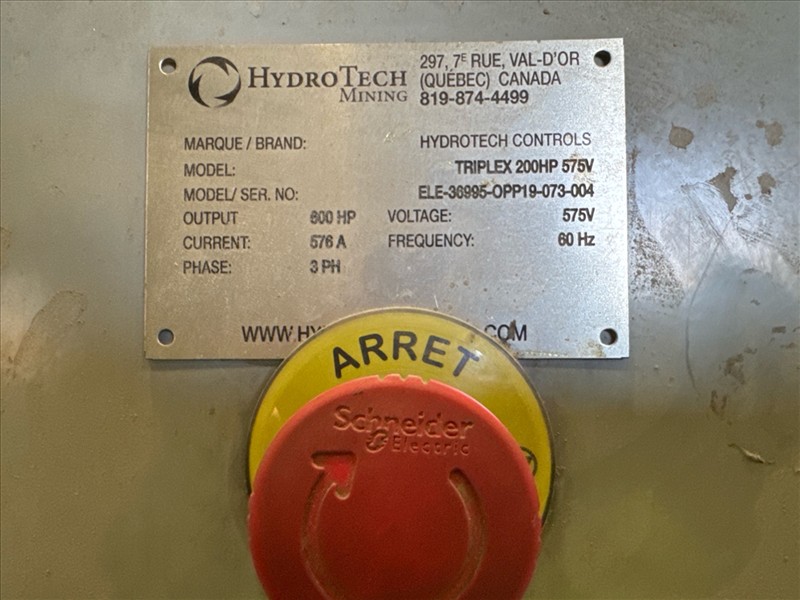 HYDROTECH
MINING
297, 7E RUE, VAL-D'OR
(QUÉBEC) CANADA
819-874-4499
MARQUE / BRAND: HYDROTECH CONTROLS
MODEL: TRIPLEX 200HP 575V
MODEL/ SER. NO: ELE-36995-OPP19-073-004
OUTPUT 600 HP VOLTAGE: 575V
CURRENT: 576 A FREQUENCY: 60 Hz
PHASE: 3 PH
ARRET
Schneider
Electric